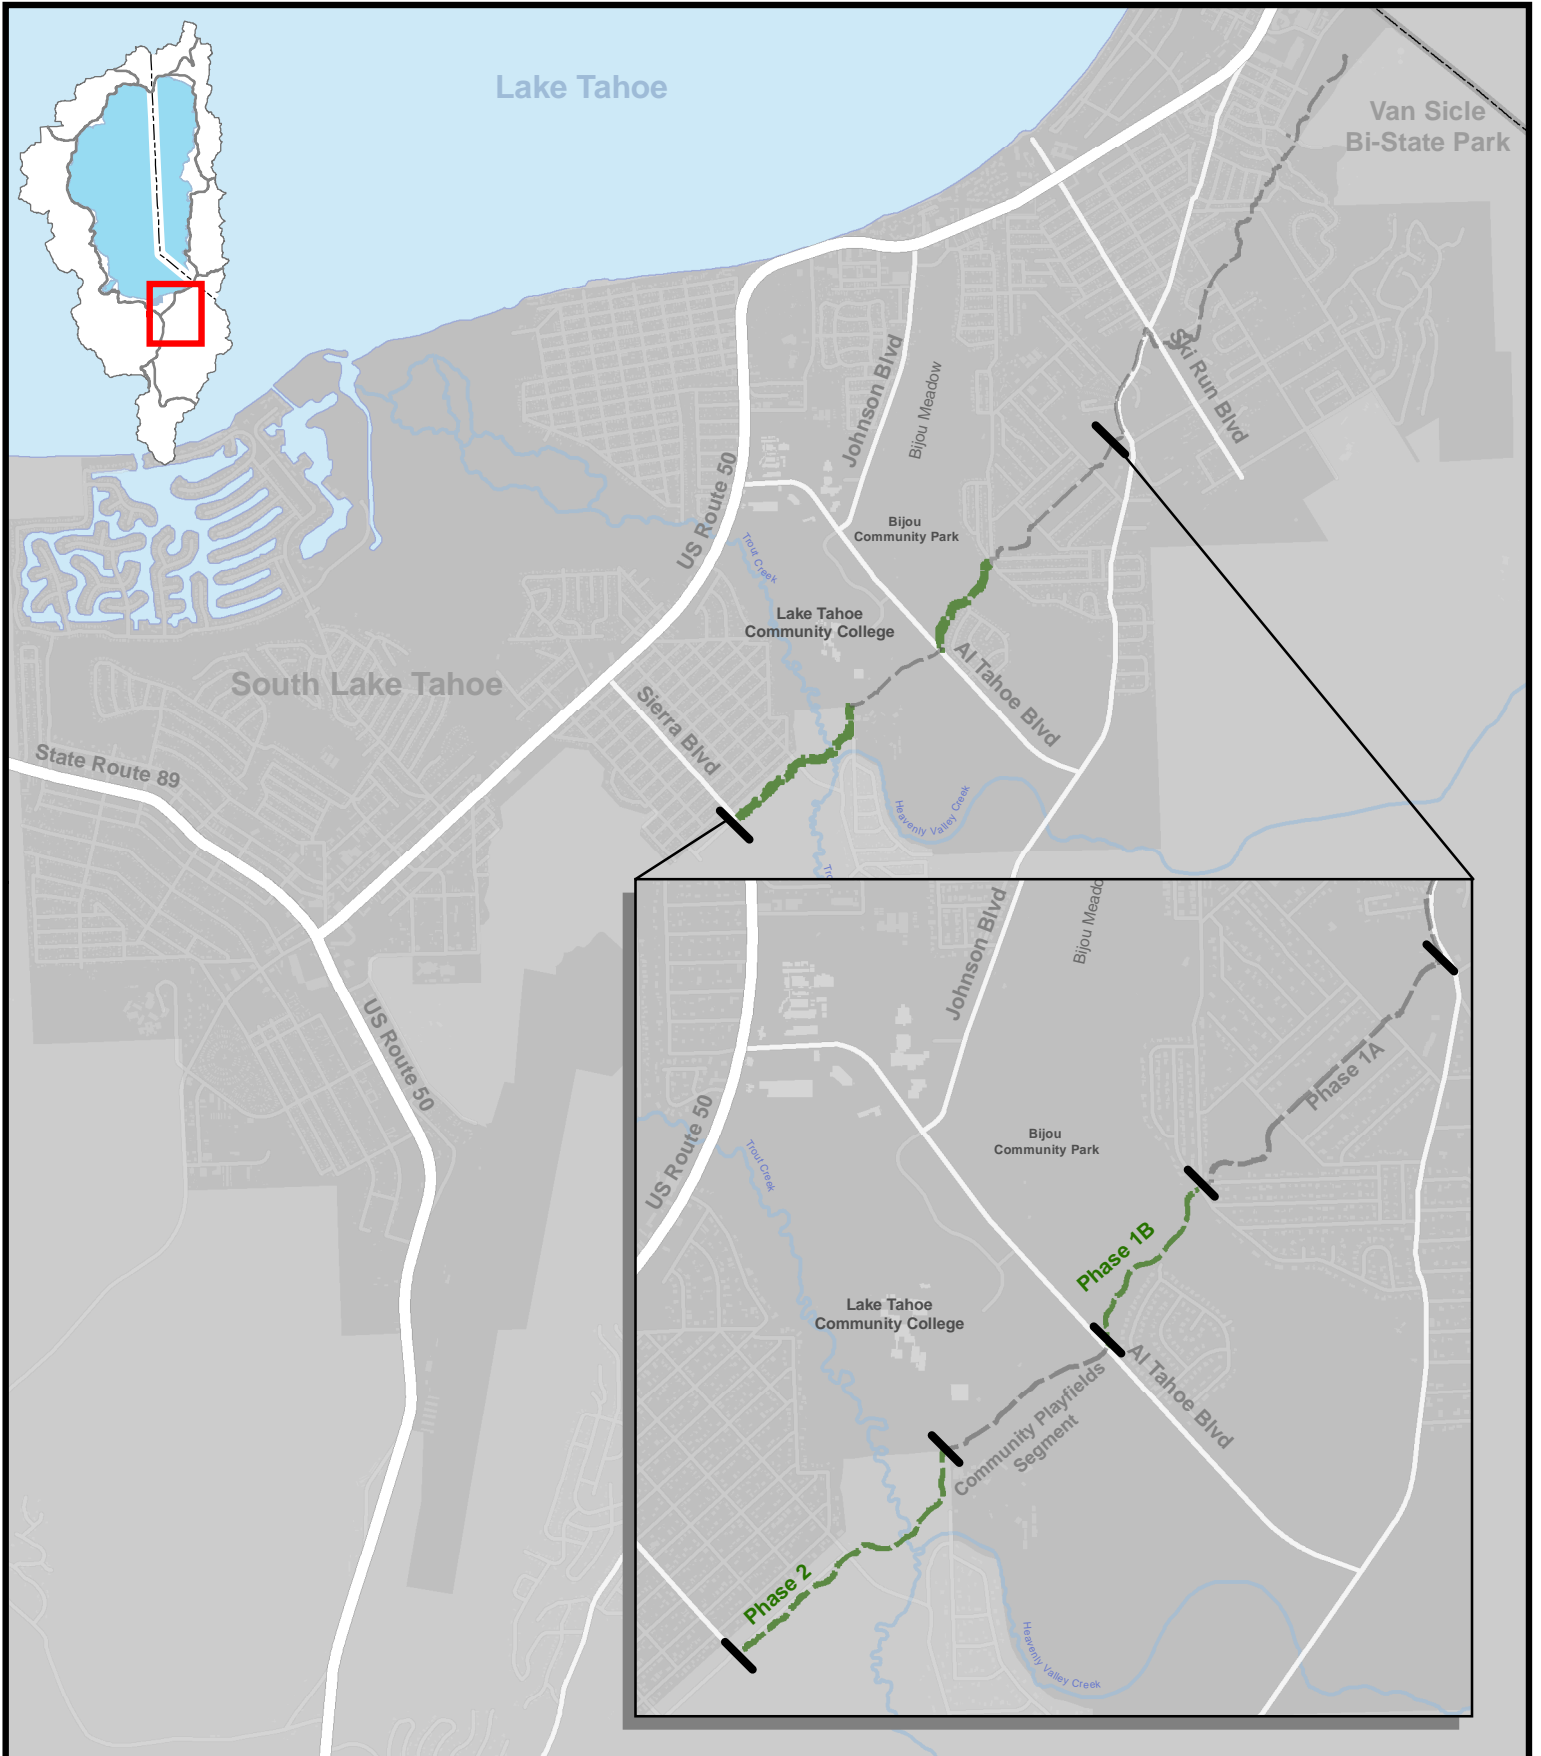 Lake Tahoe
Van Sicle
Bi-State Park
Ski Run Blvd
Johnson Blvd
Bijou Meadow
US Route 50
Bijou
Community Park
Trout Creek
Lake Tahoe
Community College
Al Tahoe Blvd
South Lake Tahoe
Sierra Blvd
State Route 89
Heavenly Valley Creek
Tro
US Route 50
Johnson Blvd
Bijou Meado
Phase 1A
US Route 50
Trout Creek
Bijou
Community Park
Phase 1B
Lake Tahoe
Community College
Al Tahoe Blvd
Community Playfields
Segment
Phase 2
Heavenly Valley Creek